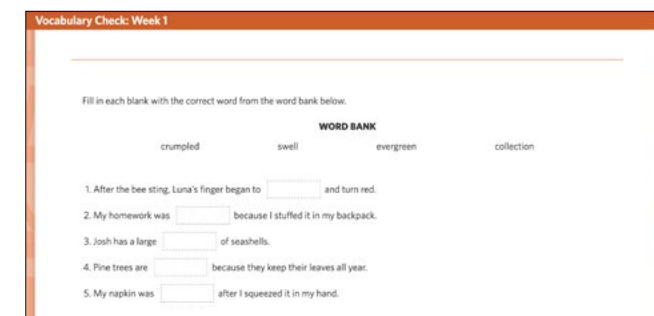 Vocabulary Check: Week 1
Fill in each blank with the correct word from the word bank below.
WORD BANK
crumpled swell evergreen collection
1. After the bee sting, Luna's finger began to and turn red.
2. My homework was because I stuffed it in my backpack.
3. Josh has a large of seashells.
4. Pine trees are because they keep their leaves all year.
5. My napkin was after I squeezed it in my hand.